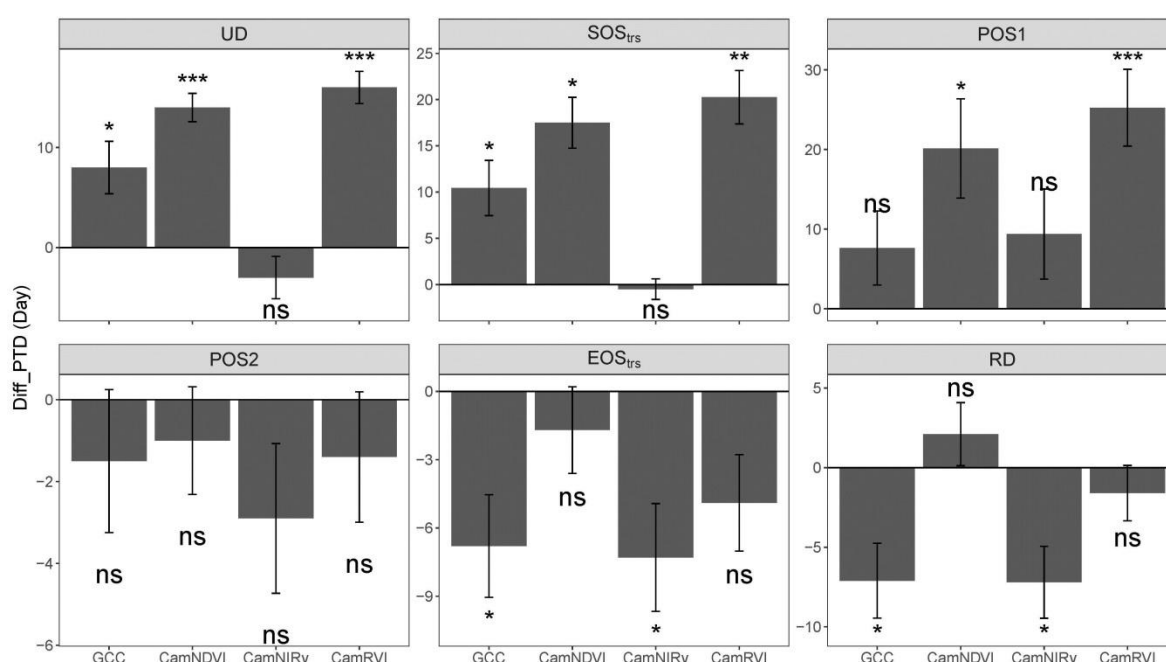 UD
SOStrs
POS1
10
0
* *** ns ***
25
20
15
10
5
0
* * ns **
30
20
10
0
ns * ns ***
Diff_PTD (Day)
POS2
EOStrs
RD
0
−2
−4
−6
ns ns ns ns
0
−3
−6
−9
* ns * ns
5
0
−5
−10
* ns * ns
GCC CamNDVI CamNIRv CamRVI
GCC CamNDVI CamNIRv CamRVI
GCC CamNDVI CamNIRv CamRVI